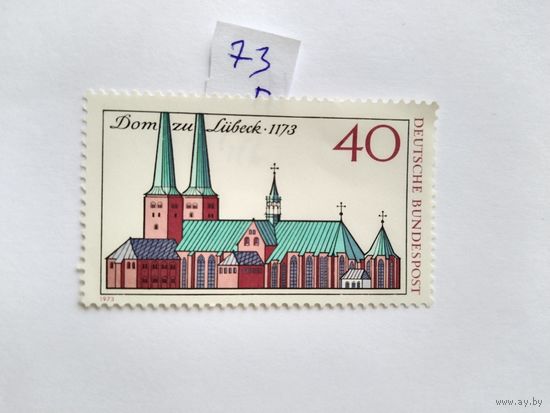 73
Dom zu Lübeck · 1173
40
DEUTSCHE BUNDESPOST
1973
www.ay.by